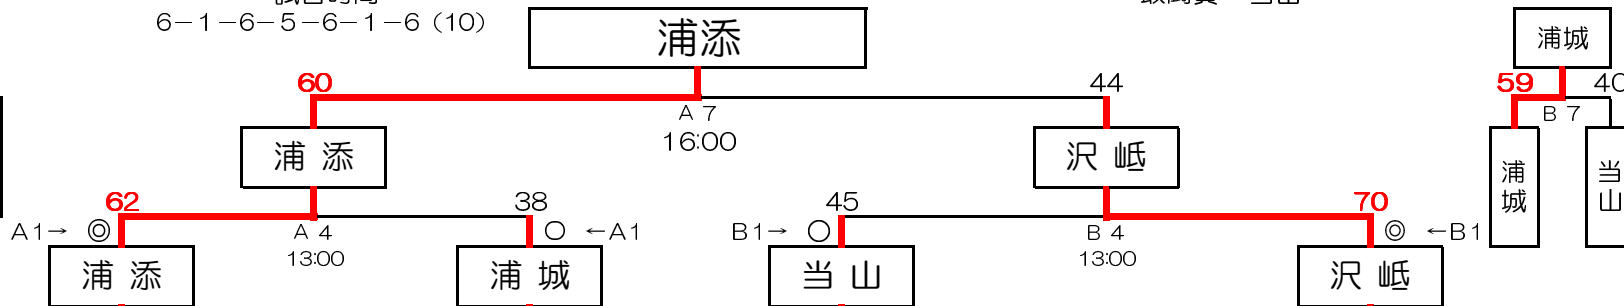 6－1－6－5－6－1－6（10）
浦添
浦城
60
44
59
40
A 7
B 7
16:00
浦 添
沢 岻
浦城
当山
62
38
45
70
A1→ ◎
A 4
○ ←A1
B1→ ○
B 4
◎ ←B1
13:00
13:00
浦 添
浦 城
当 山
沢 岻